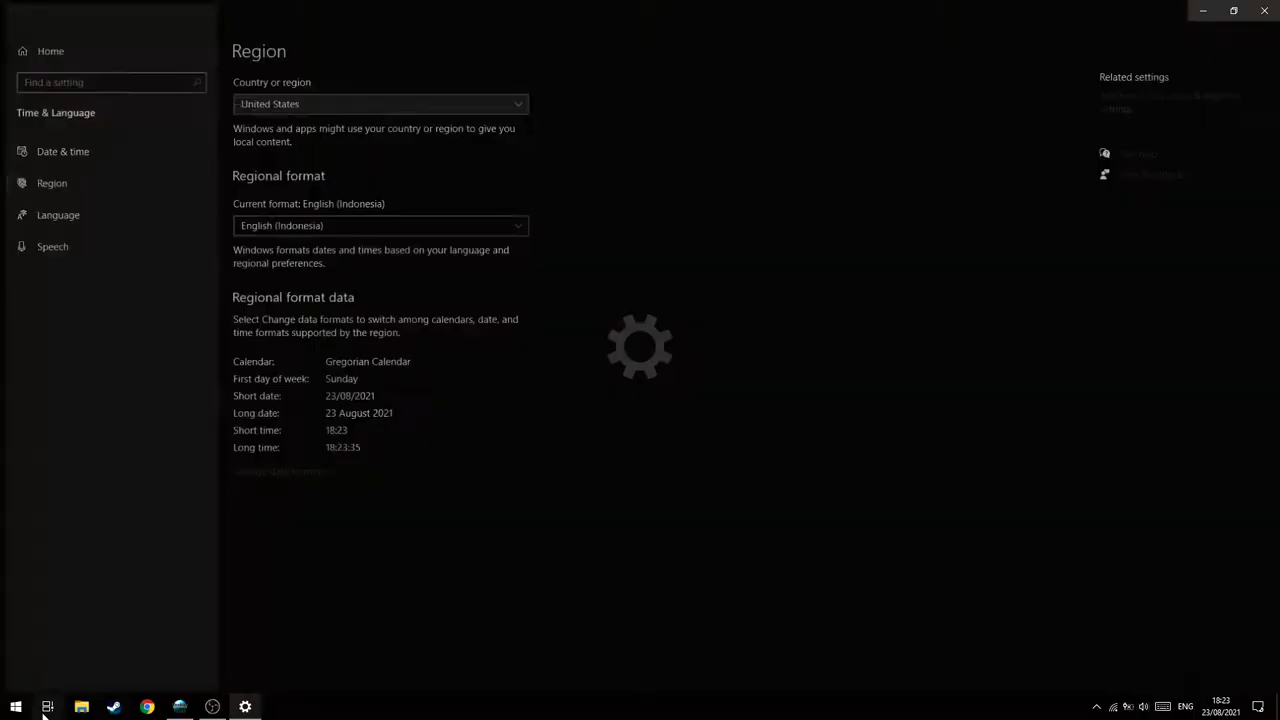 Home
Find a setting
Time & Language
Date & time
Region
Language
Speech
Region
Country or region
United States
Windows and apps might use your country or region to give you
local content.
Regional format
Current format: English (Indonesia)
English (Indonesia)
Windows formats dates and times based on your language and
regional preferences.
Regional format data
Select Change data formats to switch among calendars, date, and
time formats supported by the region.
Calendar: Gregorian Calendar
First day of week: Sunday
Short date: 23/08/2021
Long date: 23 August 2021
Short time: 18:23
Long time: 18:23:35
Related settings
ENG
18:23
23/08/2021